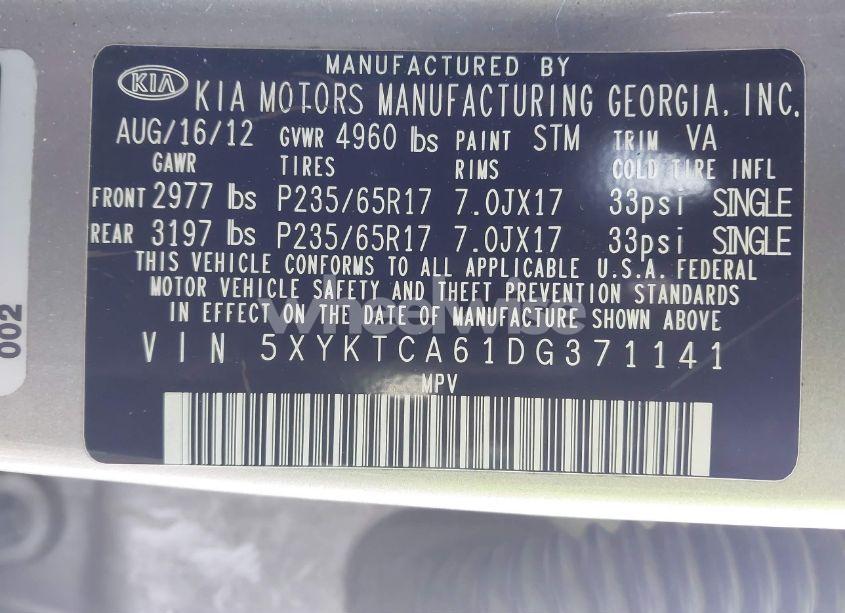 MANUFACTURED BY
KIA KIA MOTORS MANUFACTURING GEORGIA, INC.
AUG/16/12 GVWR 4960 lbs PAINT STM TRIM VA
GAWR TIRES RIMS COLD TIRE INFL
FRONT 2977 lbs P235/65R17 7.0JX17 33psi SINGLE
REAR 3197 lbs P235/65R17 7.0JX17 33psi SINGLE
THIS VEHICLE CONFORMS TO ALL APPLICABLE U.S.A. FEDERAL
MOTOR VEHICLE SAFETY AND THEFT PREVENTION STANDARDS
IN EFFECT ON THE DATE OF MANUFACTURE SHOWN ABOVE
wheelwise
VIN 5XYKTCA61DG371141
MPV
002